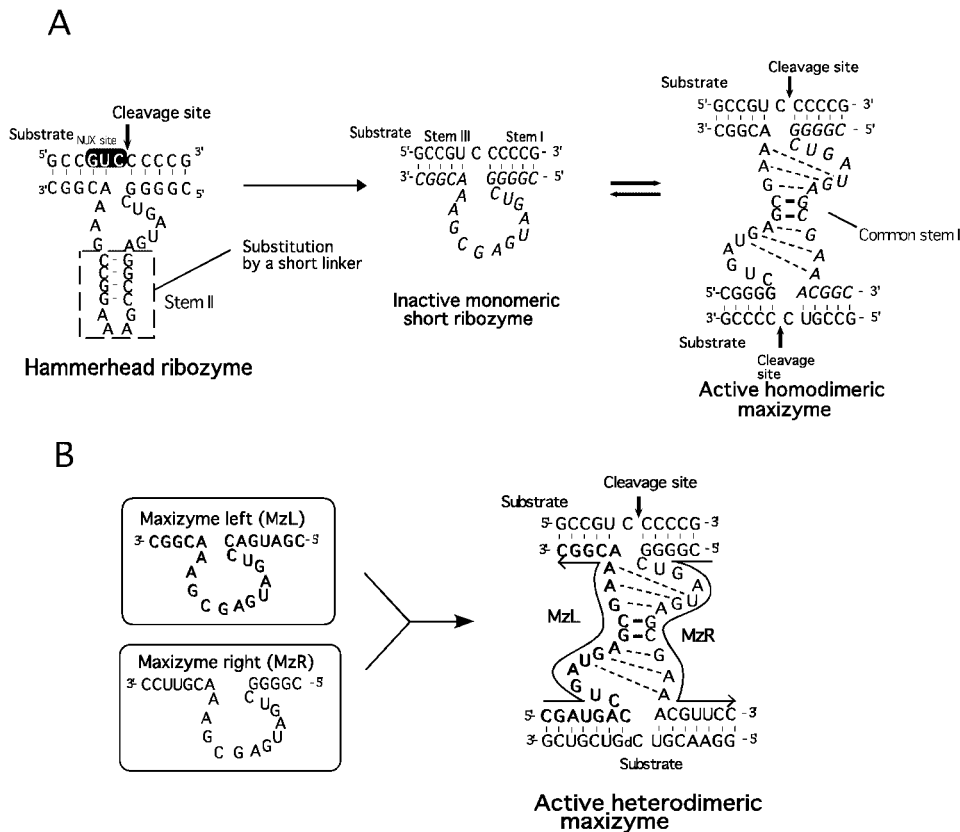 A
Cleavage site
Substrate
NUX site
5' G C C G U C C C C C G 3'
3' C G G C A G G G G C 5'
A
A
G
C U G A U G A
C - G
C - G
G - C
G - C
A G
A A
Substitution
by a short linker
Stem II
Hammerhead ribozyme
Substrate
Stem III
Stem I
5'- GCCGU C CCCCG - 3'
3'- CGGCA GGGGC - 5'
A
A
G
C
G
A
G
U
A
G
U
C
Inactive monomeric
short ribozyme
Cleavage site
Substrate
5'- GCCGU C CCCCG - 3'
3'- CGGCA GGGGC - 5'
A
A
G
C U G A U G A
C G
G C
A G U A G U C
G
A
A
Common stem I
5'- CGGGG ACGGC - 3'
3'- GCCCC C UGCCG - 5'
Substrate
Cleavage
site
Active homodimeric
maxizyme
B
Maxizyme left (MzL)
3'- CGGCA CAGUAGC-5'
A
A
G
C
G
A
G
U
A
G
U
C
Maxizyme right (MzR)
3'- CCUUGCA GGGGC -5'
A
A
G
C
G
A
G
U
A
G
U
C
Cleavage site
Substrate
5'- GCCGU C CCCCG -3'
3'- CGGCA GGGGC -5'
A
A
G
C U G A U G A
C G
G C
A G U A G U C
G
A
A
MzL
MzR
5'- CGAUGAC ACGUUCC -3'
3'- GCUGCUGdC UGCAAGG -5'
Substrate
Active heterodimeric
maxizyme